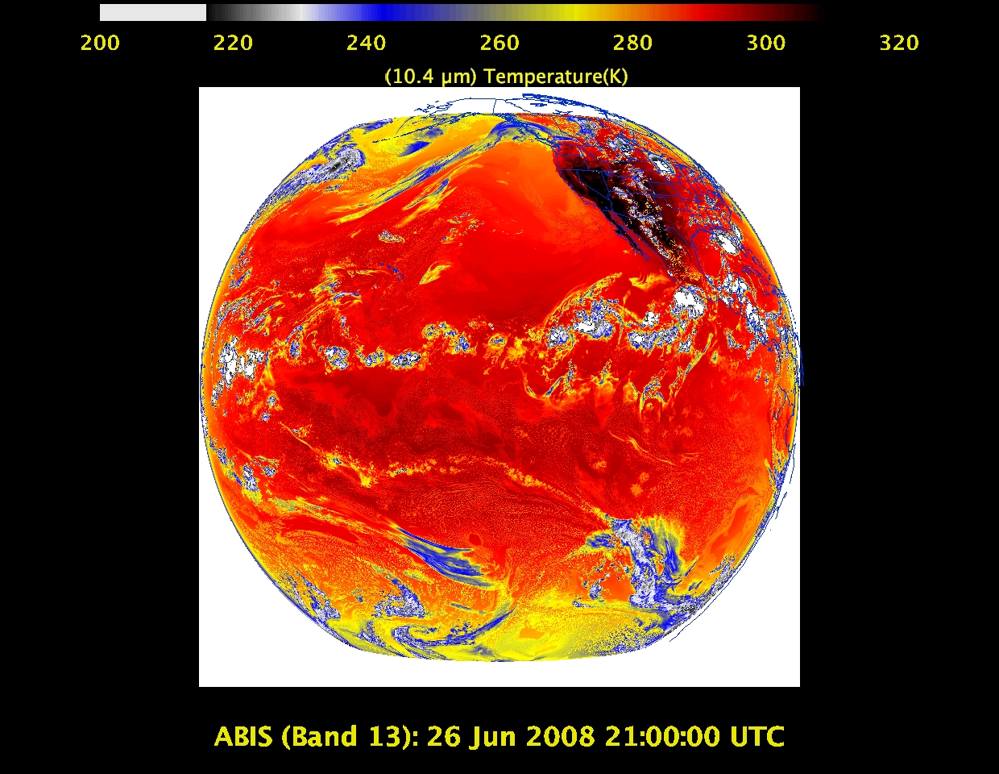 200 220 240 260 280 300 320
(10.4 µm) Temperature(K)
ABIS (Band 13): 26 Jun 2008 21:00:00 UTC